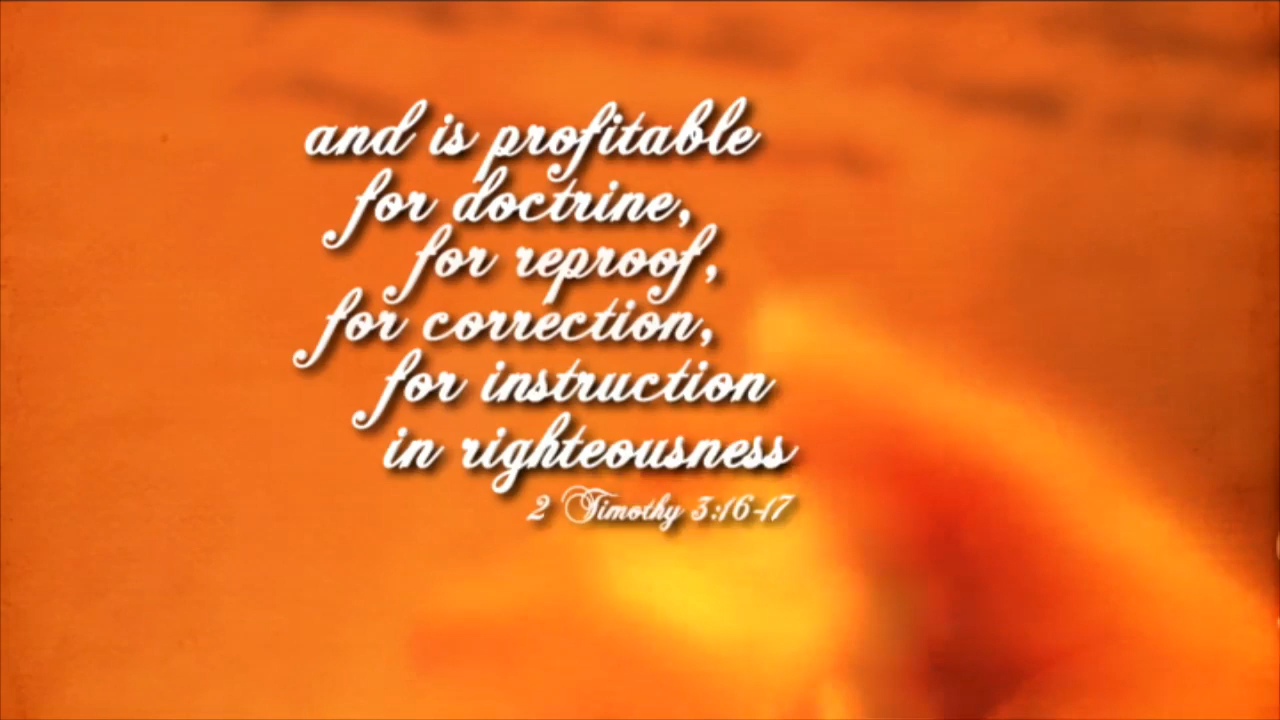 and is profitable
for doctrine,
for reproof,
for correction,
for instruction
in righteousness
2 Timothy 3:16-17